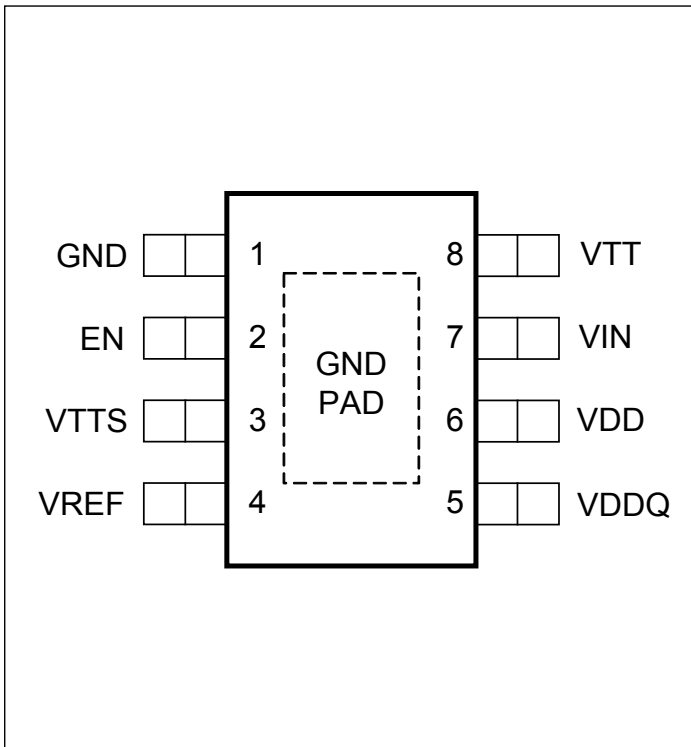 GND 1 8 VTT
EN 2 7 VIN
GND
PAD
VTTS 3 6 VDD
VREF 4 5 VDDQ